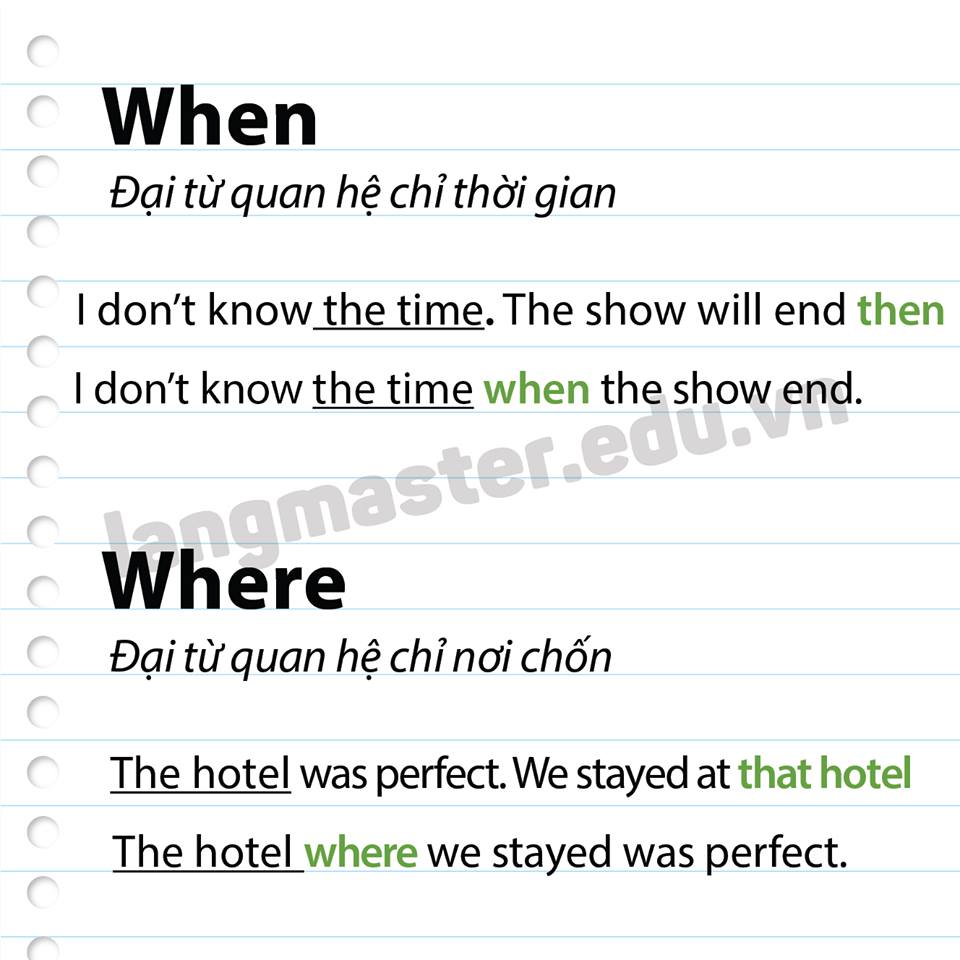 When
Đại từ quan hệ chỉ thời gian
I don’t know the time. The show will end then
I don’t know the time when the show end.
langmaster.edu.vn
Where
Đại từ quan hệ chỉ nơi chốn
The hotel was perfect. We stayed at that hotel
The hotel where we stayed was perfect.